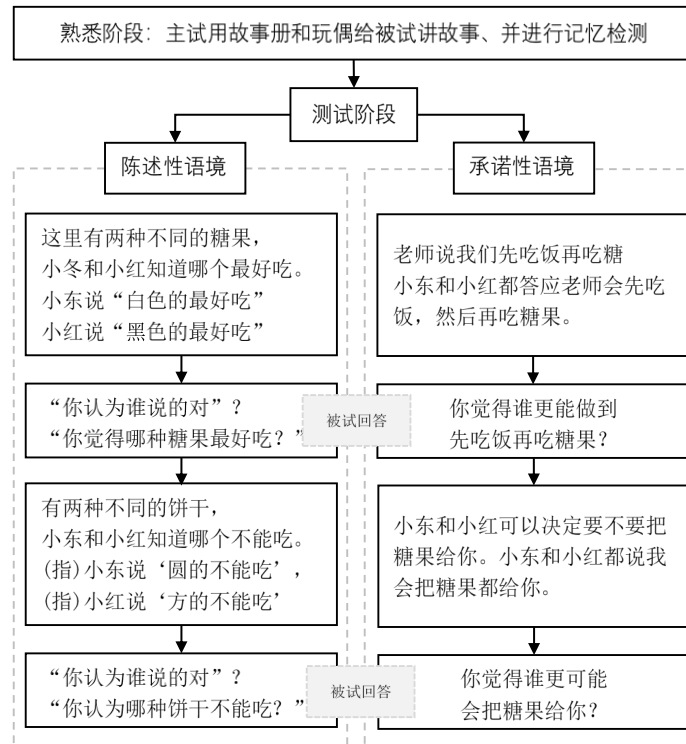 熟悉阶段：主试用故事册和玩偶给被试讲故事、并进行记忆检测
测试阶段
陈述性语境
这里有两种不同的糖果，
小冬和小红知道哪个最好吃。
小东说“白色的最好吃”
小红说“黑色的最好吃”
“你认为谁说的对”？
“你觉得哪种糖果最好吃？”
被试回答
有两种不同的饼干，
小东和小红知道哪个不能吃。
(指)小东说‘圆的不能吃’，
(指)小红说‘方的不能吃’
“你认为谁说的对”？
“你认为哪种饼干不能吃？”
被试回答
承诺性语境
老师说我们先吃饭再吃糖
小东和小红都答应老师会先吃
饭，然后再吃糖果。
你觉得谁更能做到
先吃饭再吃糖果？
小东和小红可以决定要不要把
糖果给你。小东和小红都说我
会把糖果都给你。
你觉得谁更可能
会把糖果给你？